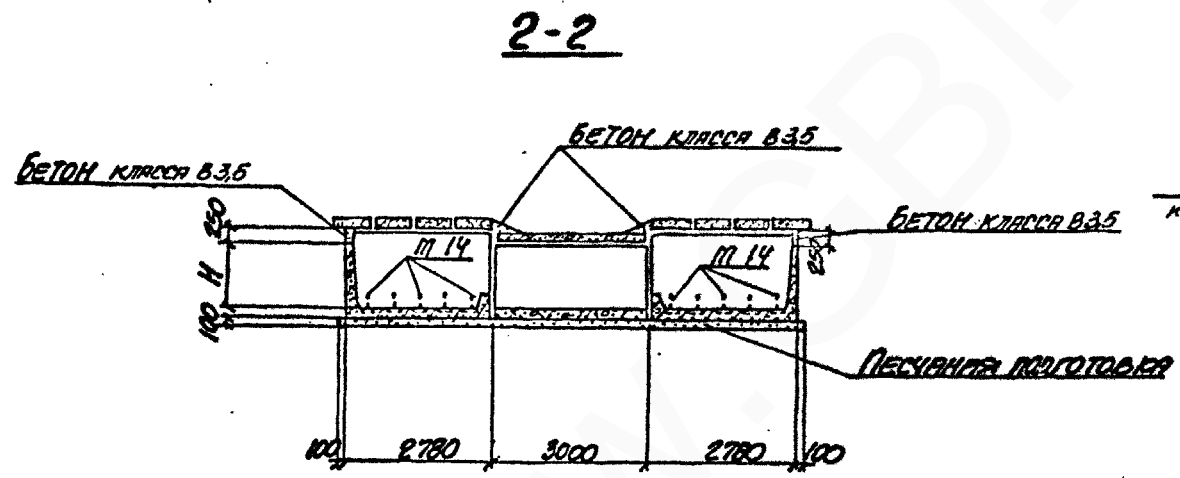 2-2
Бетон класса В3,5
Бетон класса В3,5
Бетон класса В3,5
250
250
Н
100
т 14
т 14
Песчаная подготовка
100
2780
3000
2780
100